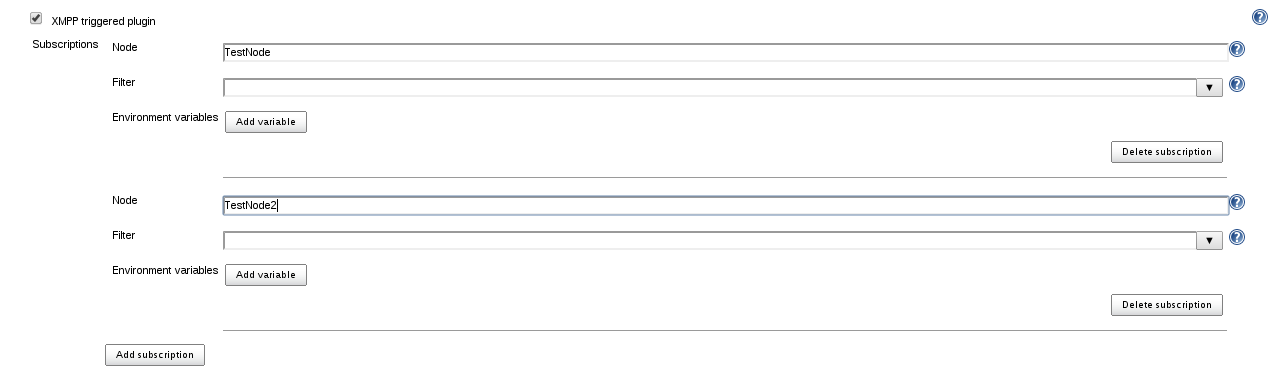 XMPP triggered plugin
Subscriptions Node TestNode
Filter
Environment variables Add variable
Delete subscription
Node TestNode2
Filter
Environment variables Add variable
Delete subscription
Add subscription